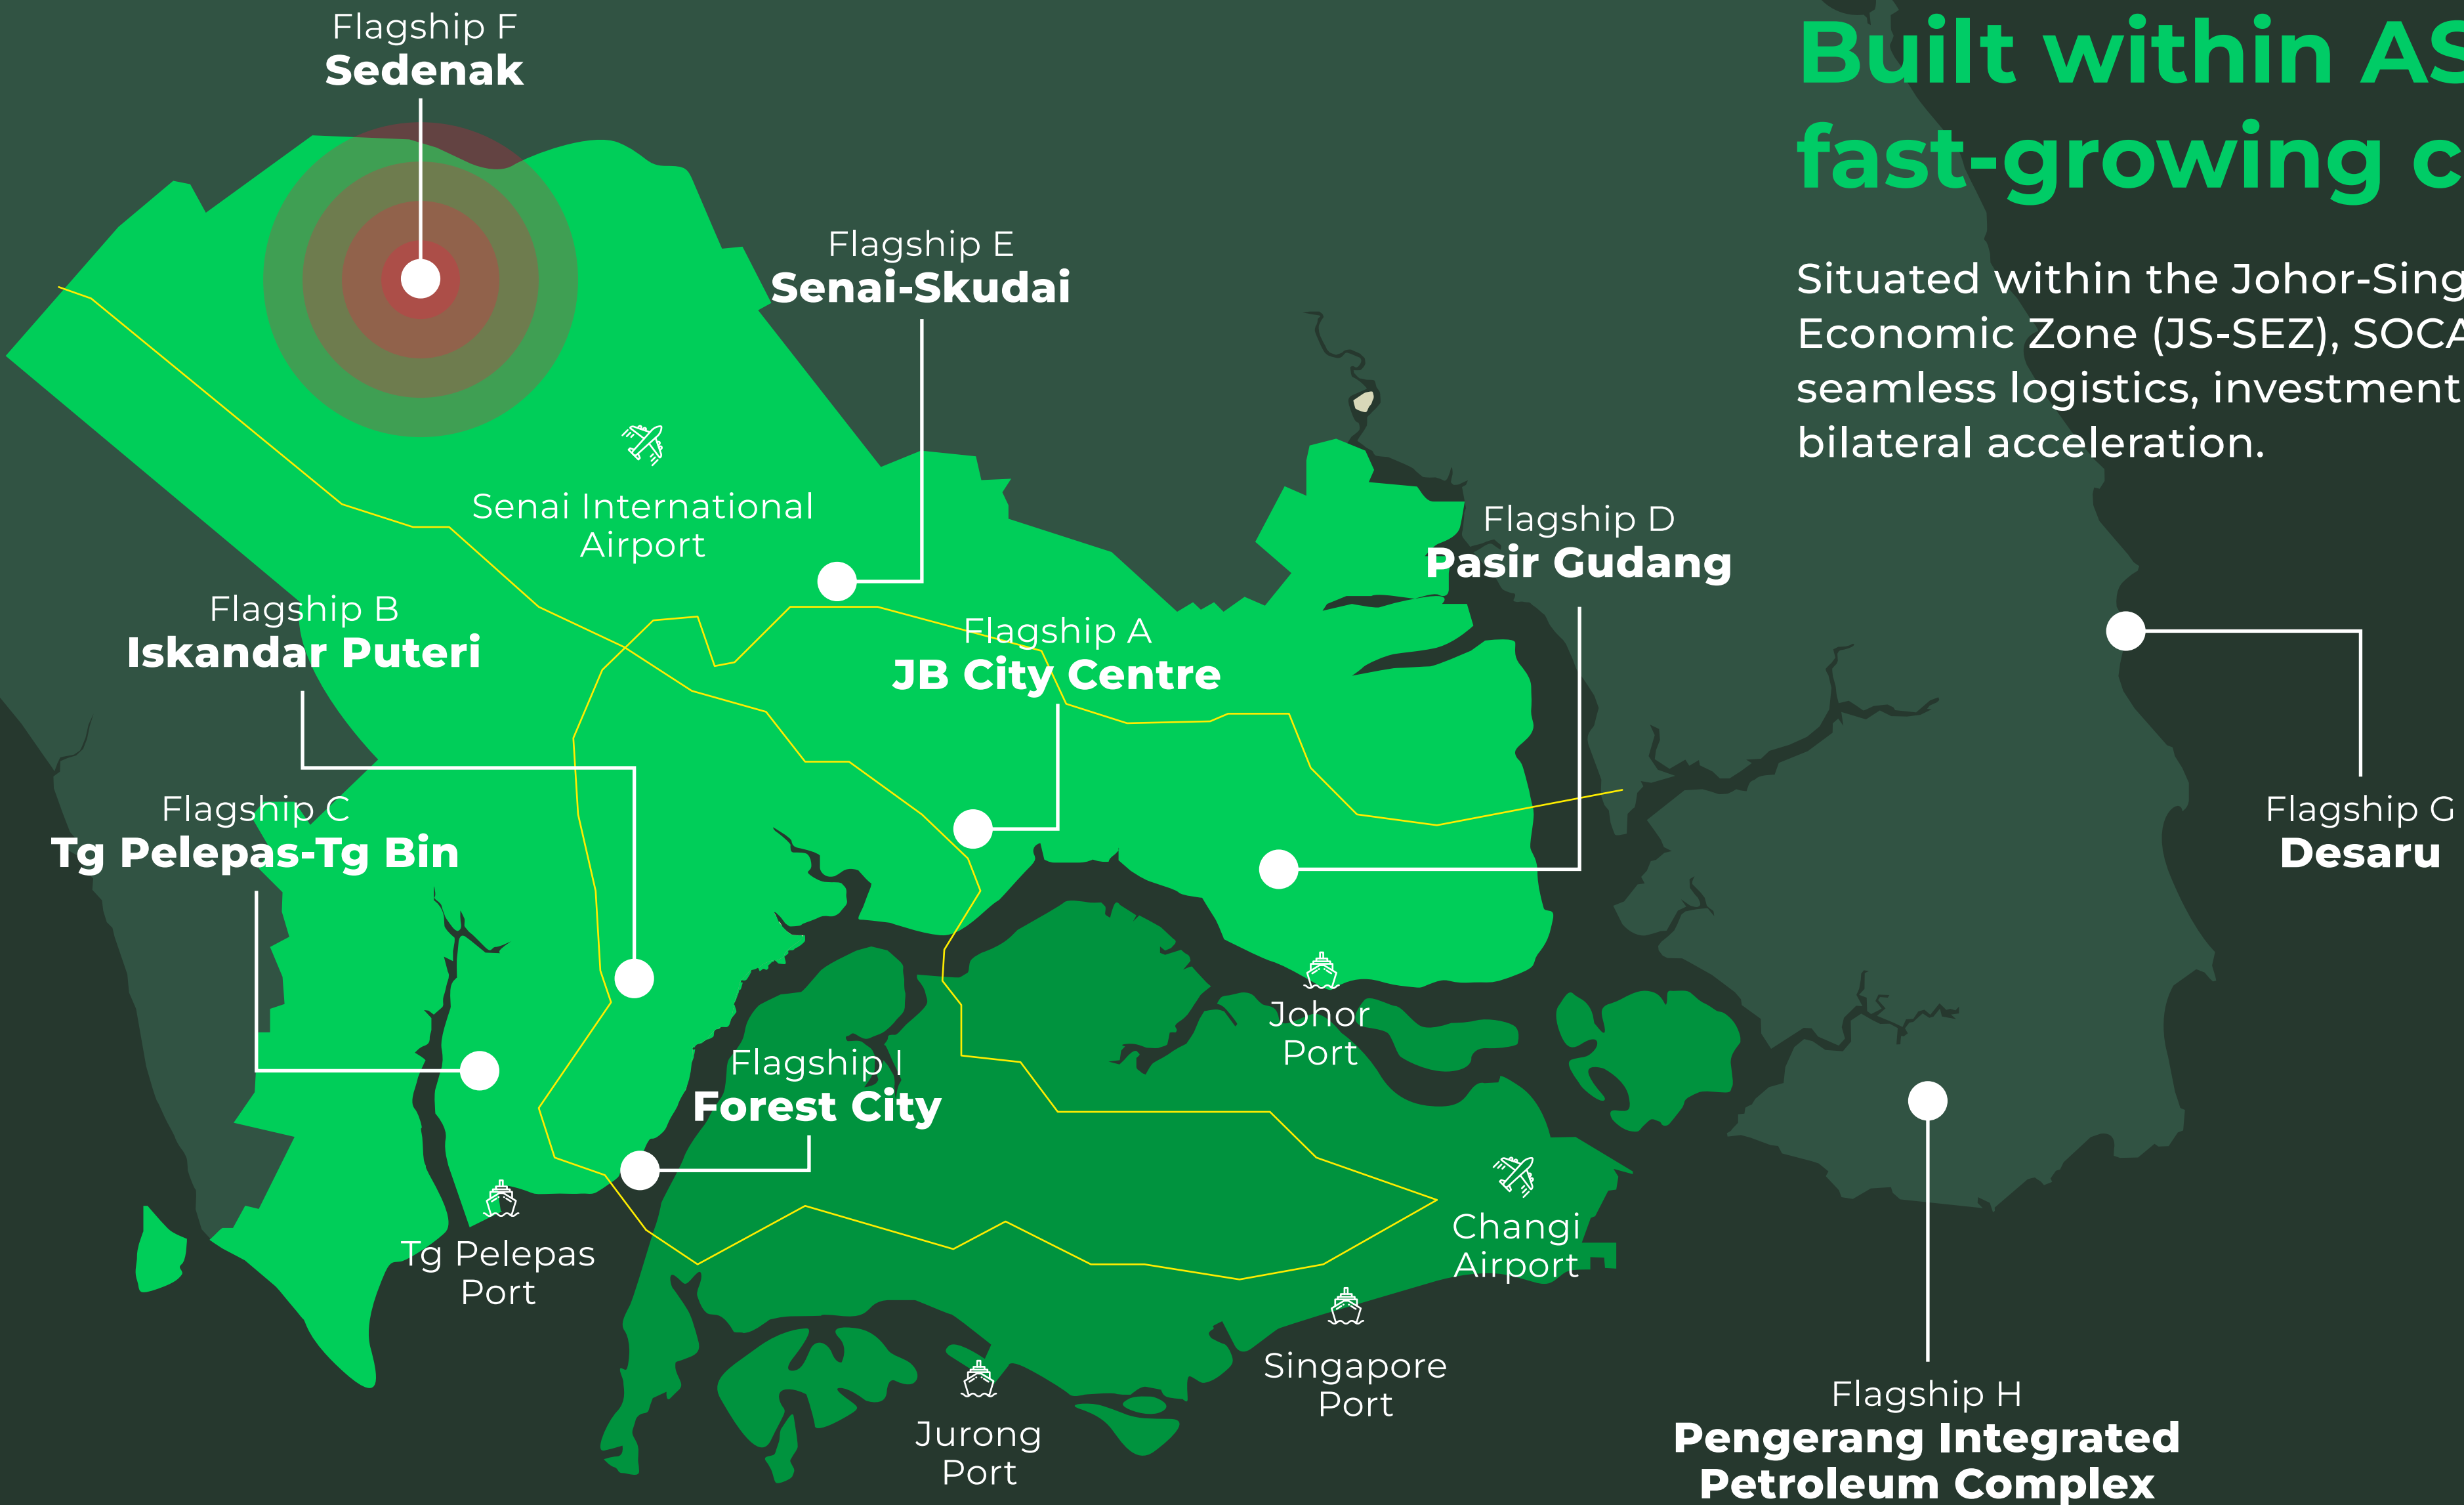 Flagship F
Sedenak
Built within AS
fast-growing c
Situated within the Johor-Sing
Economic Zone (JS-SEZ), SOCA
seamless logistics, investment
bilateral acceleration.
Flagship E
Senai-Skudai
Senai International
Airport
Flagship D
Pasir Gudang
Flagship B
Iskandar Puteri
Flagship A
JB City Centre
Flagship C
Tg Pelepas-Tg Bin
Flagship G
Desaru
Johor
Port
Flagship I
Forest City
Changi
Airport
Tg Pelepas
Port
Singapore
Port
Jurong
Port
Flagship H
Pengerang Integrated
Petroleum Complex